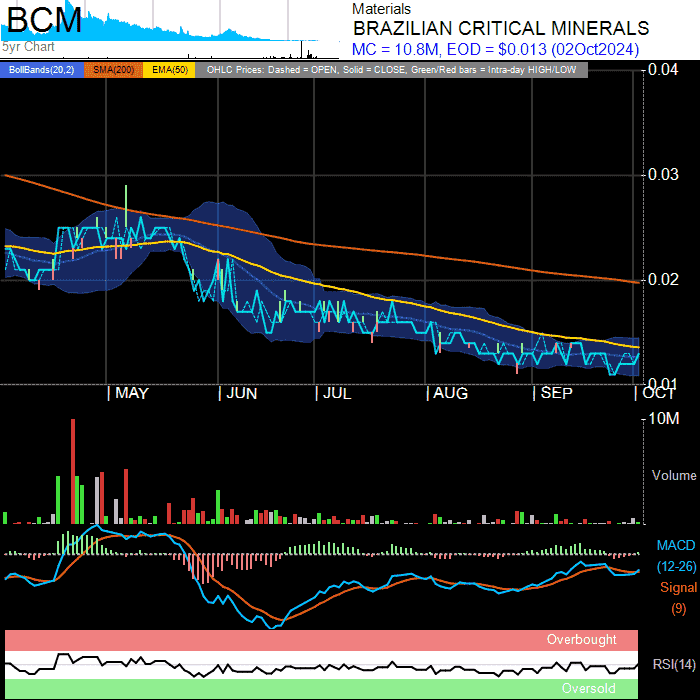 BCM
Materials
BRAZILIAN CRITICAL MINERALS
5yr Chart
MC = 10.8M, EOD = $0.013 (02Oct2024)
BollBands(20,2) SMA(200) EMA(50) OHLC Prices: Dashed = OPEN, Solid = CLOSE, Green/Red bars = Intra-day HIGH/LOW
0.04
0.03
0.02
0.01
MAY JUN JUL AUG SEP OCT
10M
Volume
MACD
(12-26)
Signal
(9)
Overbought
RSI(14)
Oversold